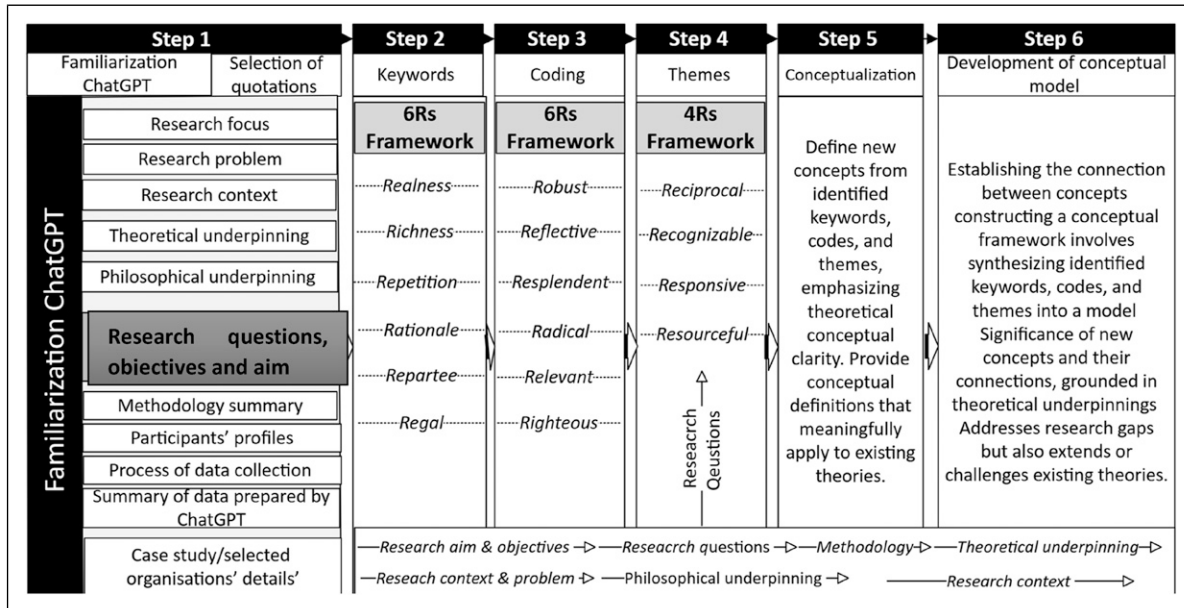 Step 1
Step 2
Step 3
Step 4
Step 5
Step 6
Familiarization
ChatGPT
Selection of
quotations
Keywords
Coding
Themes
Conceptualization
Development of conceptual
model
Familiarization ChatGPT
Research focus
Research problem
Research context
Theoretical underpinning
Philosophical underpinning
Research questions,
objectives and aim
Methodology summary
Participants' profiles
Process of data collection
Summary of data prepared by
ChatGPT
Case study/selected
organisations' details'
6Rs
Framework
Realness
Richness
Repetition
Rationale
Repartee
Regal
6Rs
Framework
Robust
Reflective
Resplendent
Radical
Relevant
Righteous
4Rs
Framework
Reciprocal
Recognizable
Responsive
Resourceful
Reseacrch
Qeustions
Define new
concepts from
identified
keywords,
codes, and
themes,
emphasizing
theoretical
conceptual
clarity. Provide
conceptual
definitions that
meaningfully
apply to existing
theories.
Establishing the connection
between concepts
constructing a conceptual
framework involves
synthesizing identified
keywords, codes, and
themes into a model
Significance of new
concepts and their
connections, grounded in
theoretical underpinnings
Addresses research gaps
but also extends or
challenges existing theories.
Research aim & objectives
Reseacrch questions
Methodology
Theoretical underpinning
Reseach context & problem
Philosophical underpinning
Research context